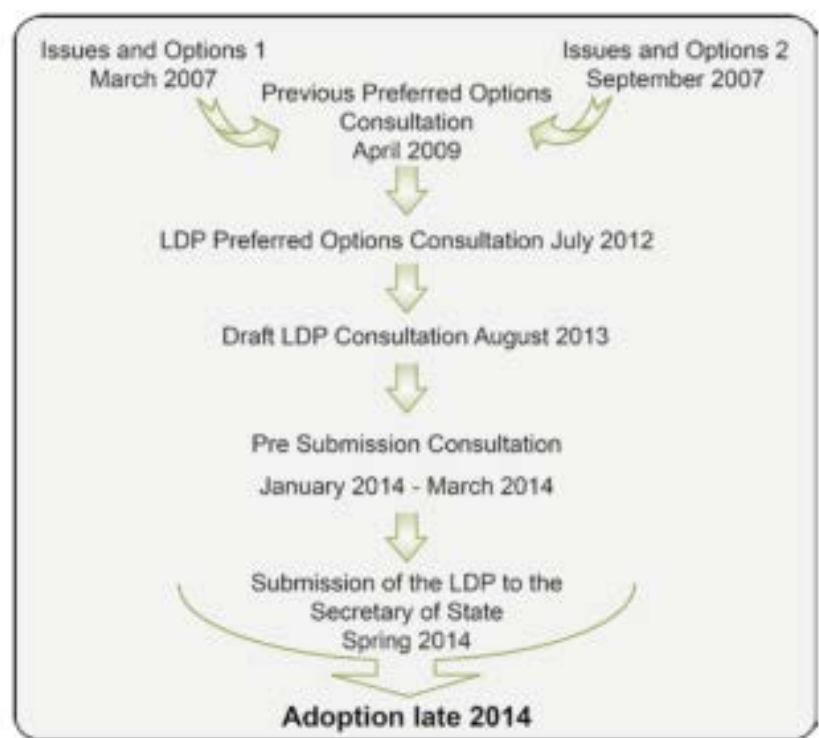 Issues and Options 1
March 2007
Issues and Options 2
September 2007
Previous Preferred Options
Consultation
April 2009
LDP Preferred Options Consultation July 2012
Draft LDP Consultation August 2013
Pre Submission Consultation
January 2014 - March 2014
Submission of the LDP to the
Secretary of State
Spring 2014
Adoption late 2014